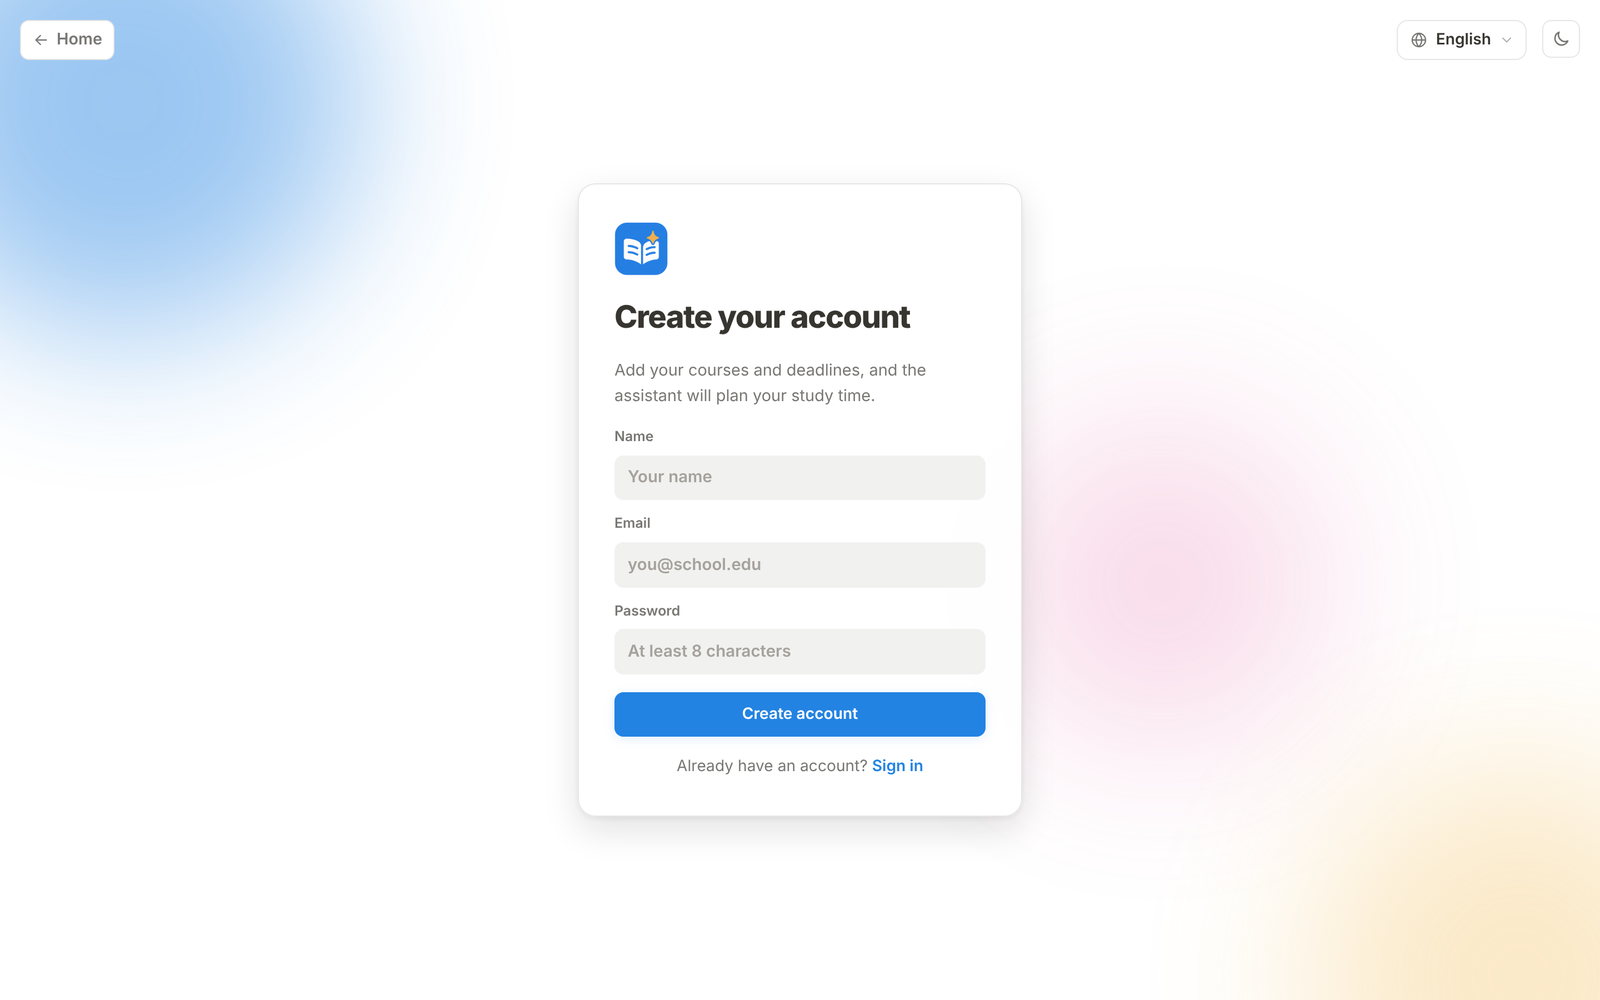 Home
English
Create your account
Add your courses and deadlines, and the
assistant will plan your study time.
Name
Your name
Email
you@school.edu
Password
At least 8 characters
Create account
Already have an account? Sign in